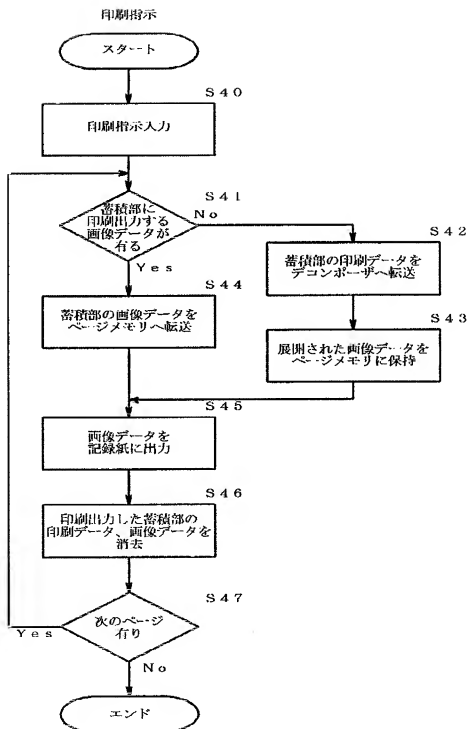 印刷指示
スタート
S40
印刷指示入力
S41
蓄積部に
印刷出力する
画像データが
有る
No
Yes
S42
蓄積部の印刷データを
デコンポーザへ転送
S44
蓄積部の画像データを
ページメモリへ転送
S43
展開された画像データを
ページメモリに保持
S45
画像データを
記録紙に出力
S46
印刷出力した蓄積部の
印刷データ、画像データを
消去
S47
次のページ
有り
Yes
No
エンド